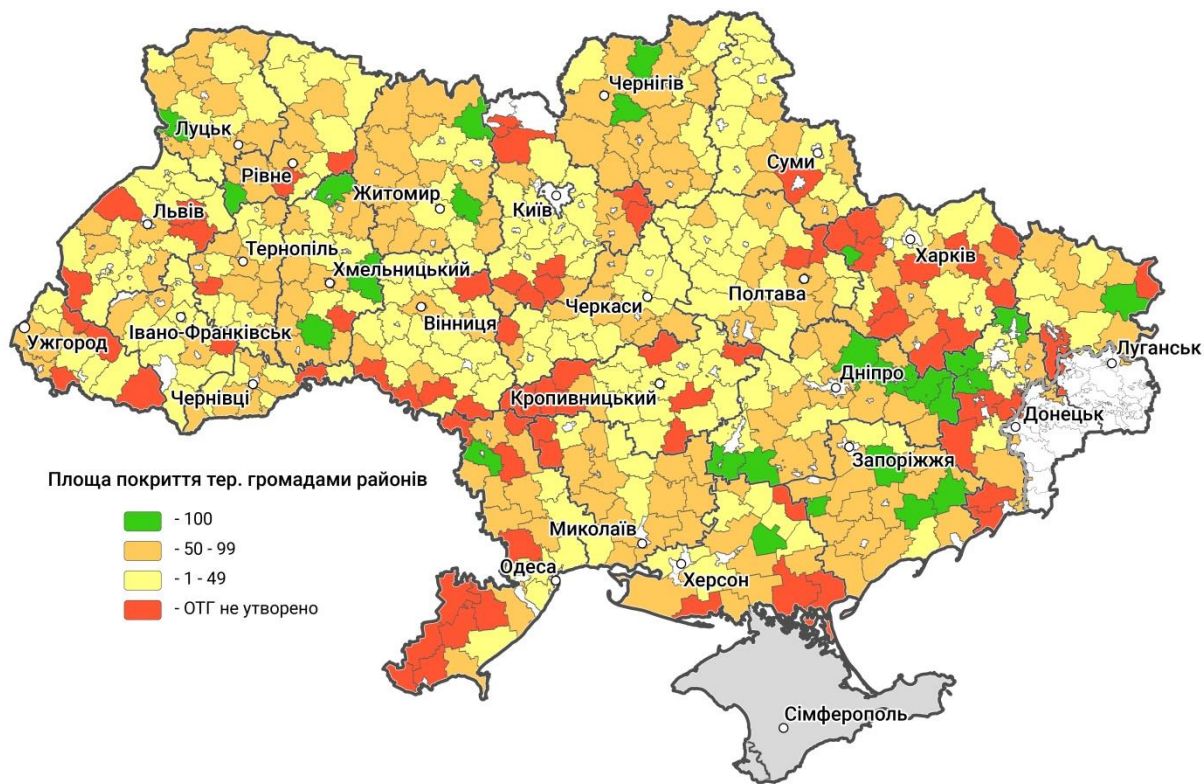 Чернігів
Луцьк
Рівне
Суми
Житомир
Київ
Львів
Харків
Тернопіль
Хмельницький
Полтава
Черкаси
Вінниця
Івано-Франківськ
Ужгород
Луганськ
Дніпро
Чернівці
Кропивницький
Донецьк
Запоріжжя
Площа покриття тер. громадами районів
- 100
- 50 - 99
- 1 - 49
- ОТГ не утворено
Миколаїв
Одеса
Херсон
Сімферополь